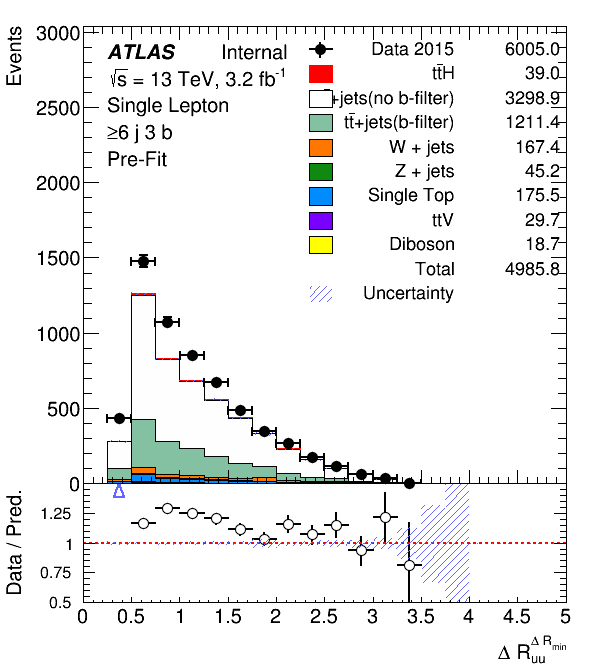 Events
3000
2500
2000
1500
1000
500
0
ATLAS Internal
√s = 13 TeV, 3.2 fb⁻¹
Single Lepton
≥6 j 3 b
Pre-Fit
Data 2015 6005.0
tt̄H 39.0
+jets(no b-filter) 3298.9
tt̄+jets(b-filter) 1211.4
W + jets 167.4
Z + jets 45.2
Single Top 175.5
ttV 29.7
Diboson 18.7
Total 4985.8
Uncertainty
Data / Pred.
1.25
1
0.75
0.5
0 0.5 1 1.5 2 2.5 3 3.5 4 4.5 5
Δ R_uu^Δ R_min